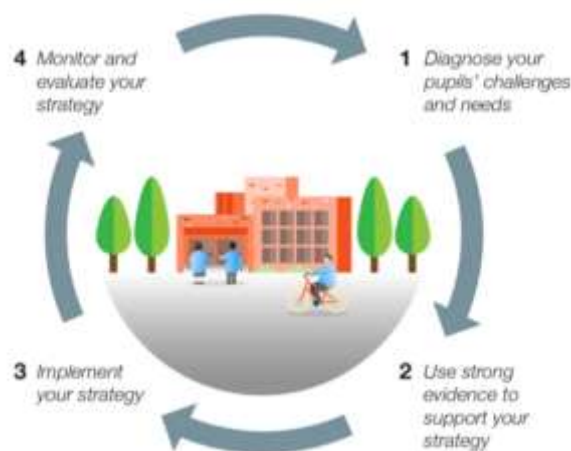 1 Diagnose your
pupils' challenges
and needs
2 Use strong
evidence to
support your
strategy
3 Implement
your strategy
4 Monitor and
evaluate your
strategy